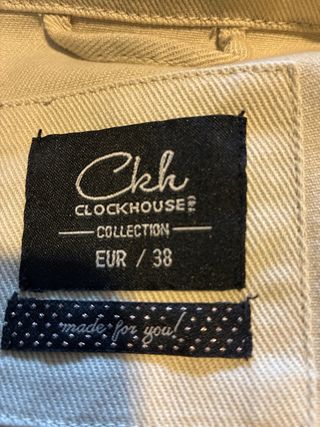 Ckh
CLOCKHOUSE
COLLECTION
EUR / 38
made for you!